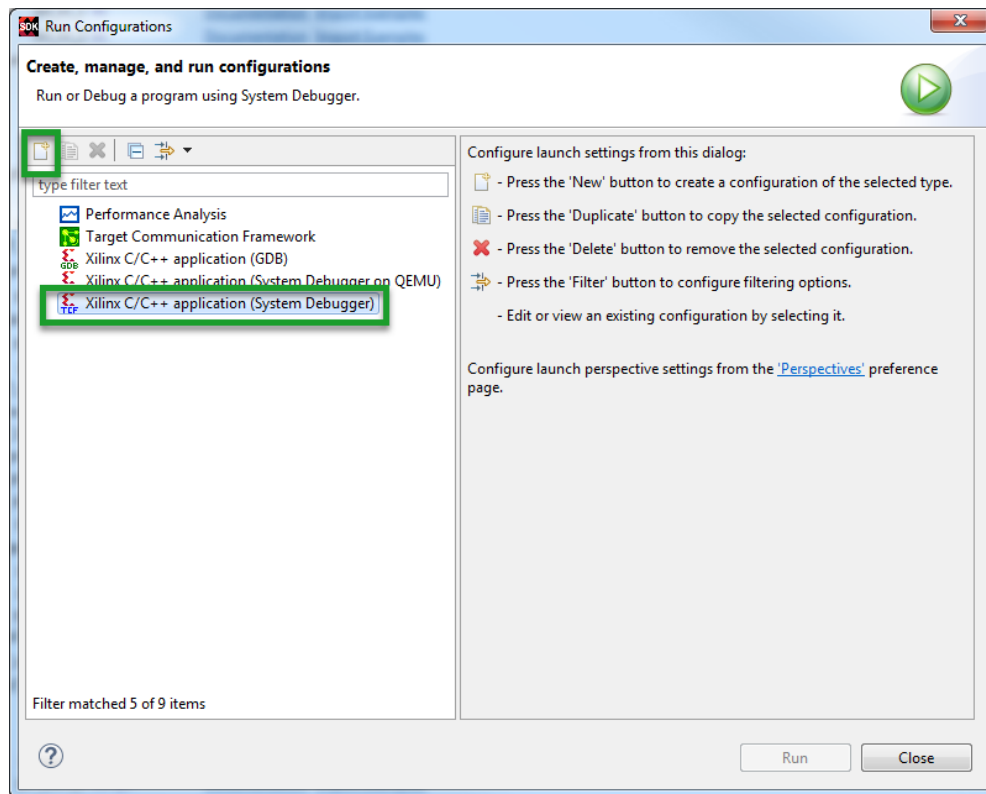 SDK Run Configurations
Create, manage, and run configurations
Run or Debug a program using System Debugger.
type filter text
Performance Analysis
Target Communication Framework
GDB Xilinx C/C++ application (GDB)
Xilinx C/C++ application (System Debugger on QEMU)
TCF Xilinx C/C++ application (System Debugger)
Filter matched 5 of 9 items
Configure launch settings from this dialog:
- Press the 'New' button to create a configuration of the selected type.
- Press the 'Duplicate' button to copy the selected configuration.
- Press the 'Delete' button to remove the selected configuration.
- Press the 'Filter' button to configure filtering options.
- Edit or view an existing configuration by selecting it.
Configure launch perspective settings from the 'Perspectives' preference
page.
?
Run
Close